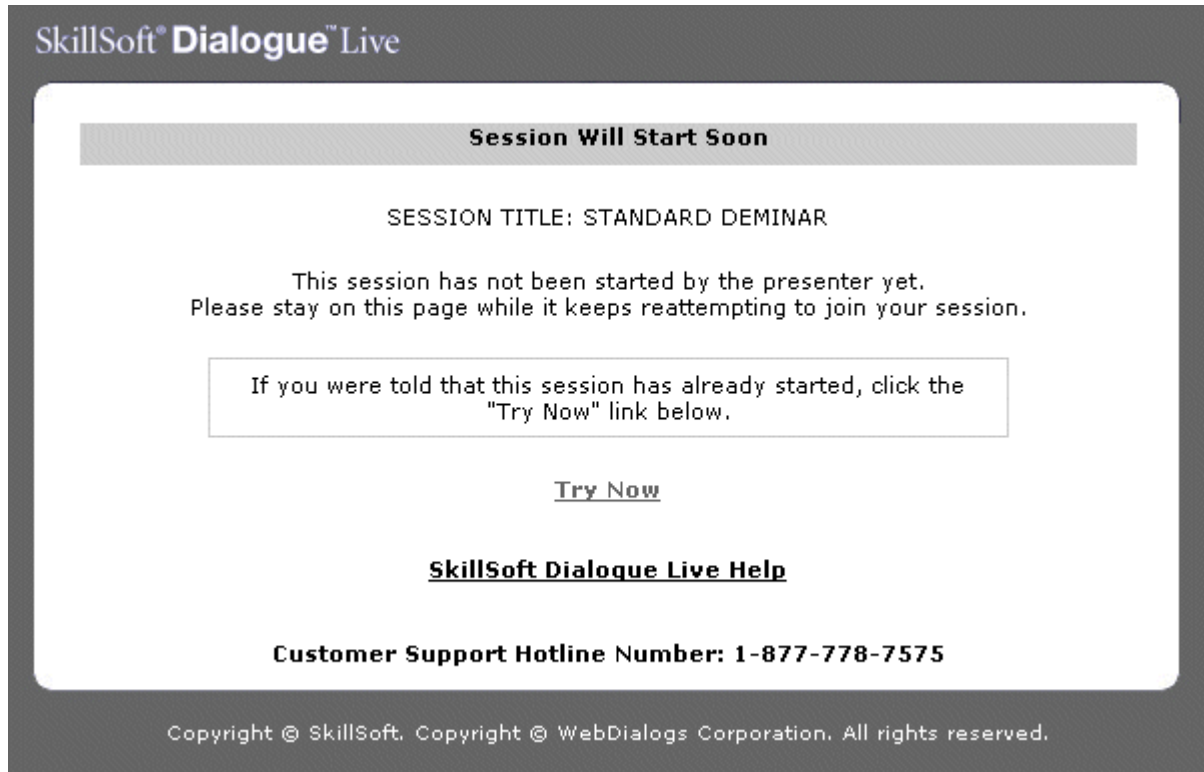 SkillSoft® Dialogue™ Live
Session Will Start Soon
SESSION TITLE: STANDARD DEMINAR
This session has not been started by the presenter yet.
Please stay on this page while it keeps reattempting to join your session.
If you were told that this session has already started, click the
"Try Now" link below.
Try Now
SkillSoft Dialogue Live Help
Customer Support Hotline Number: 1-877-778-7575
Copyright © SkillSoft. Copyright © WebDialogs Corporation. All rights reserved.